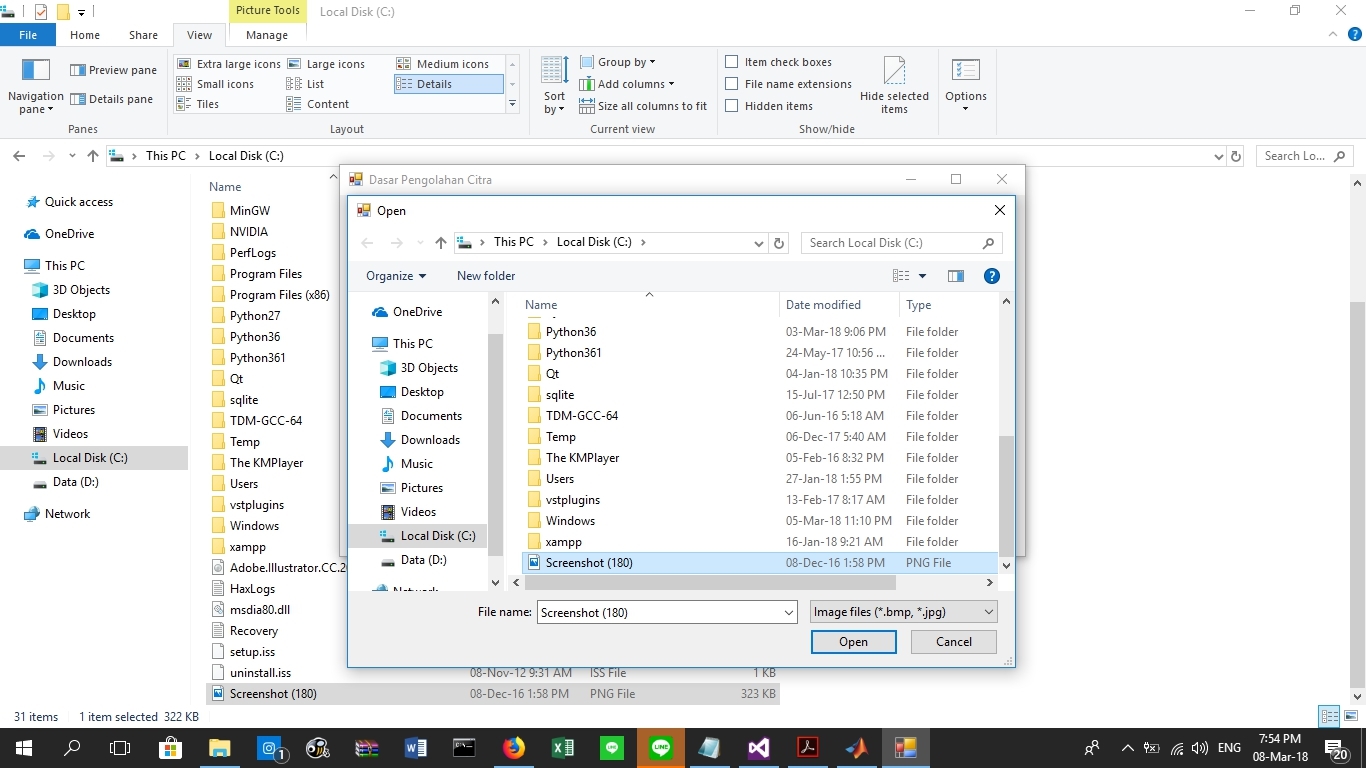 Picture Tools
Local Disk (C:)
File
Home
Share
View
Manage
Navigation pane
Preview pane
Details pane
Panes
Extra large icons
Large icons
Medium icons
Small icons
List
Details
Tiles
Content
Layout
Sort by
Group by
Add columns
Size all columns to fit
Current view
Item check boxes
File name extensions
Hidden items
Hide selected items
Show/hide
Options
This PC
Local Disk (C:)
Search Lo...
Quick access
OneDrive
This PC
3D Objects
Desktop
Documents
Downloads
Music
Pictures
Videos
Local Disk (C:)
Data (D:)
Network
Name
MinGW
NVIDIA
PerfLogs
Program Files
Program Files (x86)
Python27
Python36
Python361
Qt
sqlite
TDM-GCC-64
Temp
The KMPlayer
Users
vstplugins
Windows
xampp
Adobe.Illustrator.CC.20
HaxLogs
msdia80.dll
Recovery
setup.iss
uninstall.iss 08-Nov-12 9:31 AM ISS File 1 KB
Screenshot (180) 08-Dec-16 1:58 PM PNG File 323 KB
Dasar Pengolahan Citra
Open
This PC
Local Disk (C:)
Search Local Disk (C:)
Organize
New folder
OneDrive
This PC
3D Objects
Desktop
Documents
Downloads
Music
Pictures
Videos
Local Disk (C:)
Data (D:)
Network
Name Date modified Type
Python36 03-Mar-18 9:06 PM File folder
Python361 24-May-17 10:56 ... File folder
Qt 04-Jan-18 10:35 PM File folder
sqlite 15-Jul-17 12:50 PM File folder
TDM-GCC-64 06-Jun-16 5:18 AM File folder
Temp 06-Dec-17 5:40 AM File folder
The KMPlayer 05-Feb-16 8:32 PM File folder
Users 27-Jan-18 1:55 PM File folder
vstplugins 13-Feb-17 8:17 AM File folder
Windows 05-Mar-18 11:10 PM File folder
xampp 16-Jan-18 9:21 AM File folder
Screenshot (180) 08-Dec-16 1:58 PM PNG File
File name: Screenshot (180)
Image files (*.bmp, *.jpg)
Open
Cancel
31 items 1 item selected 322 KB
1
LINE
ENG
7:54 PM
08-Mar-18
20